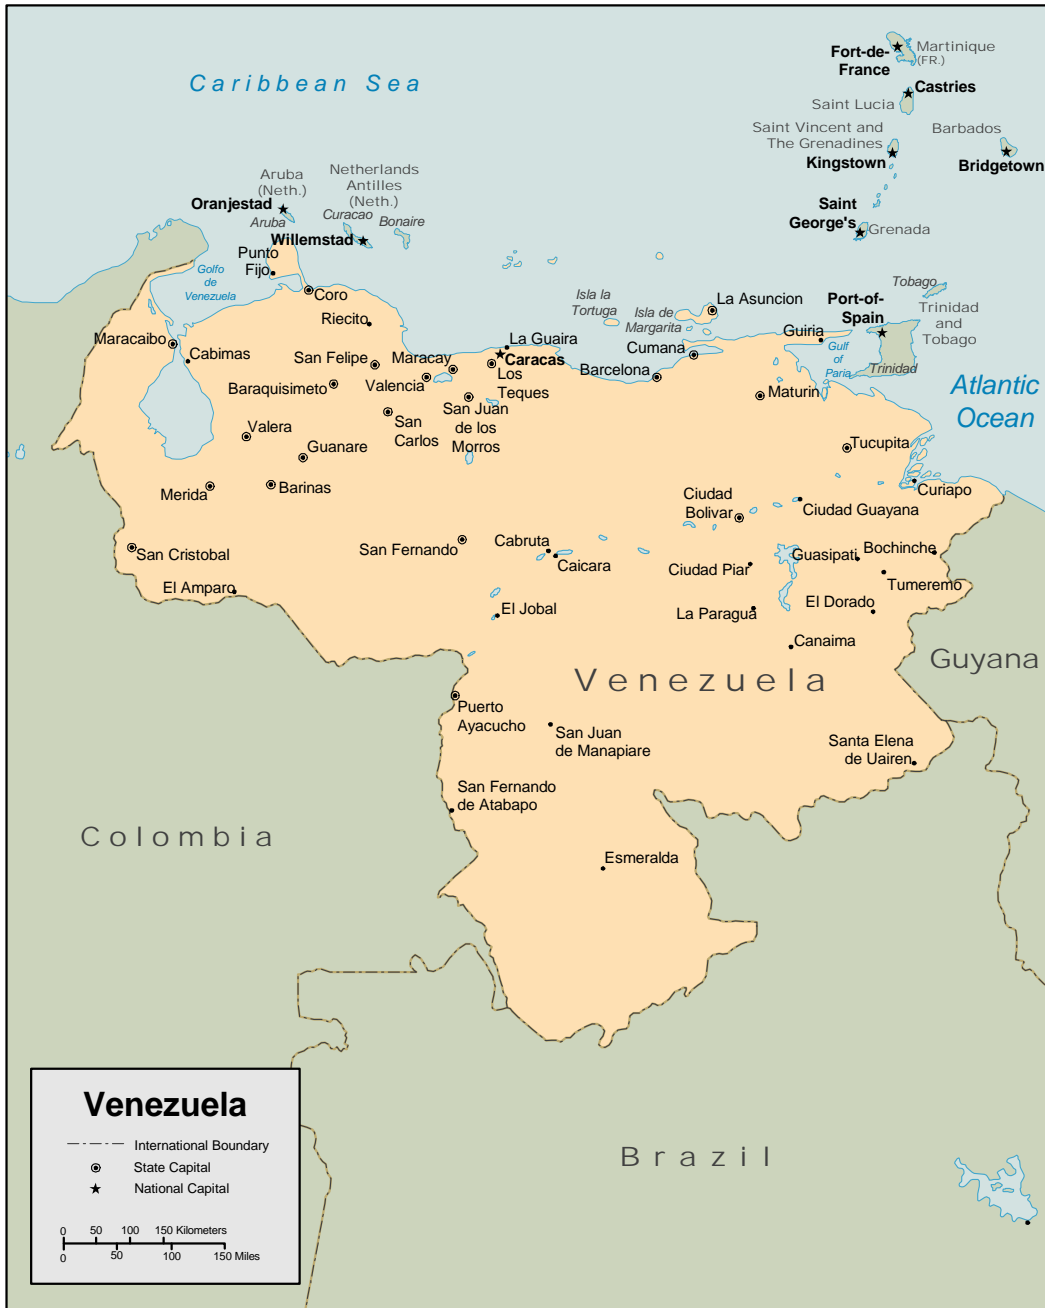 Caribbean Sea
Fort-de-
France
Martinique
(FR.)
Castries
Saint Lucia
Saint Vincent and
The Grenadines
Kingstown
Barbados
Bridgetown
Saint
George's
Grenada
Aruba
(Neth.)
Oranjestad
Aruba
Netherlands
Antilles
(Neth.)
Curacao
Bonaire
Willemstad
Punto
Fijo
Golfo
de
Venezuela
Coro
Riecito
Isla la
Tortuga
Isla de
Margarita
La Asuncion
Port-of-
Spain
Tobago
Trinidad
and
Tobago
Trinidad
Guiria
Gulf
of
Paria
Maracaibo
Cabimas
San Felipe
Maracay
La Guaira
Caracas
Los
Teques
Cumana
Barcelona
Baraquisimeto
Valencia
Maturin
Atlantic
Ocean
San
Carlos
San Juan
de los
Morros
Valera
Guanare
Tucupita
Merida
Barinas
Curiapo
Ciudad
Bolivar
Ciudad Guayana
San Cristobal
San Fernando
Cabruta
Caicara
Guasipati
Bochinche
Ciudad Piar
Tumeremo
El Amparo
El Jobal
La Paragua
El Dorado
Canaima
Guyana
Venezuela
Puerto
Ayacucho
San Juan
de Manapiare
Santa Elena
de Uairen
San Fernando
de Atabapo
Colombia
Esmeralda
Brazil
Venezuela
International Boundary
State Capital
National Capital
0 50 100 150 Kilometers
0 50 100 150 Miles